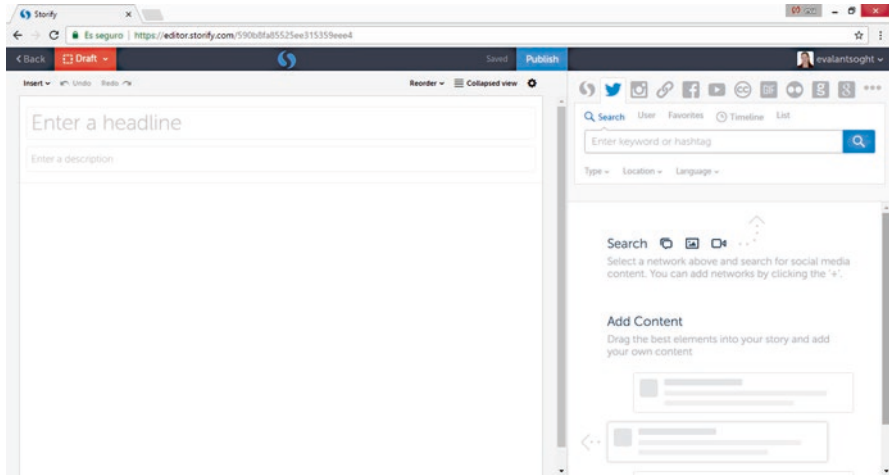 Storify
Es seguro | https://editor.storify.com/590b8fa85525ee315359eee4
Back Draft Saved Publish evalantsoght
Insert Undo Redo Reorder Collapsed view
Enter a headline
Enter a description
Search User Favorites Timeline List
Enter keyword or hashtag
Type Location Language
Search
Select a network above and search for social media
content. You can add networks by clicking the '+'.
Add Content
Drag the best elements into your story and add
your own content